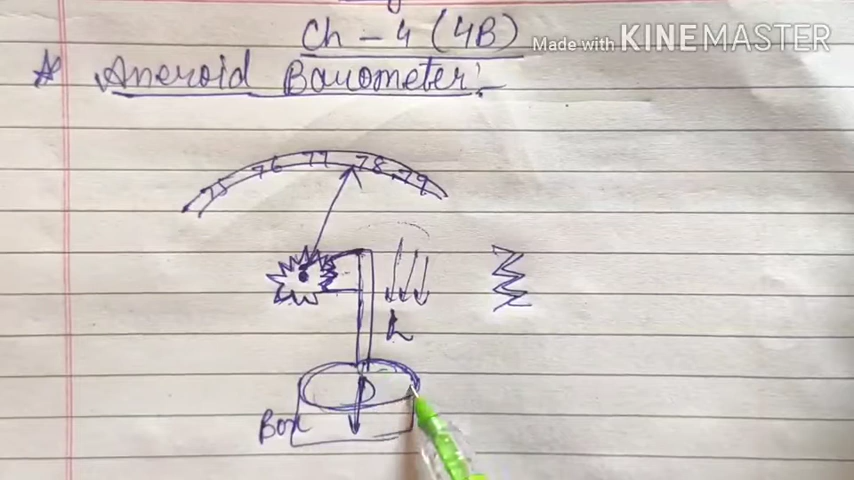 Ch - 4 (4B)
Made with KINEMASTER
Aneroid Barometer:-
75 76 77 78 79
h
Box